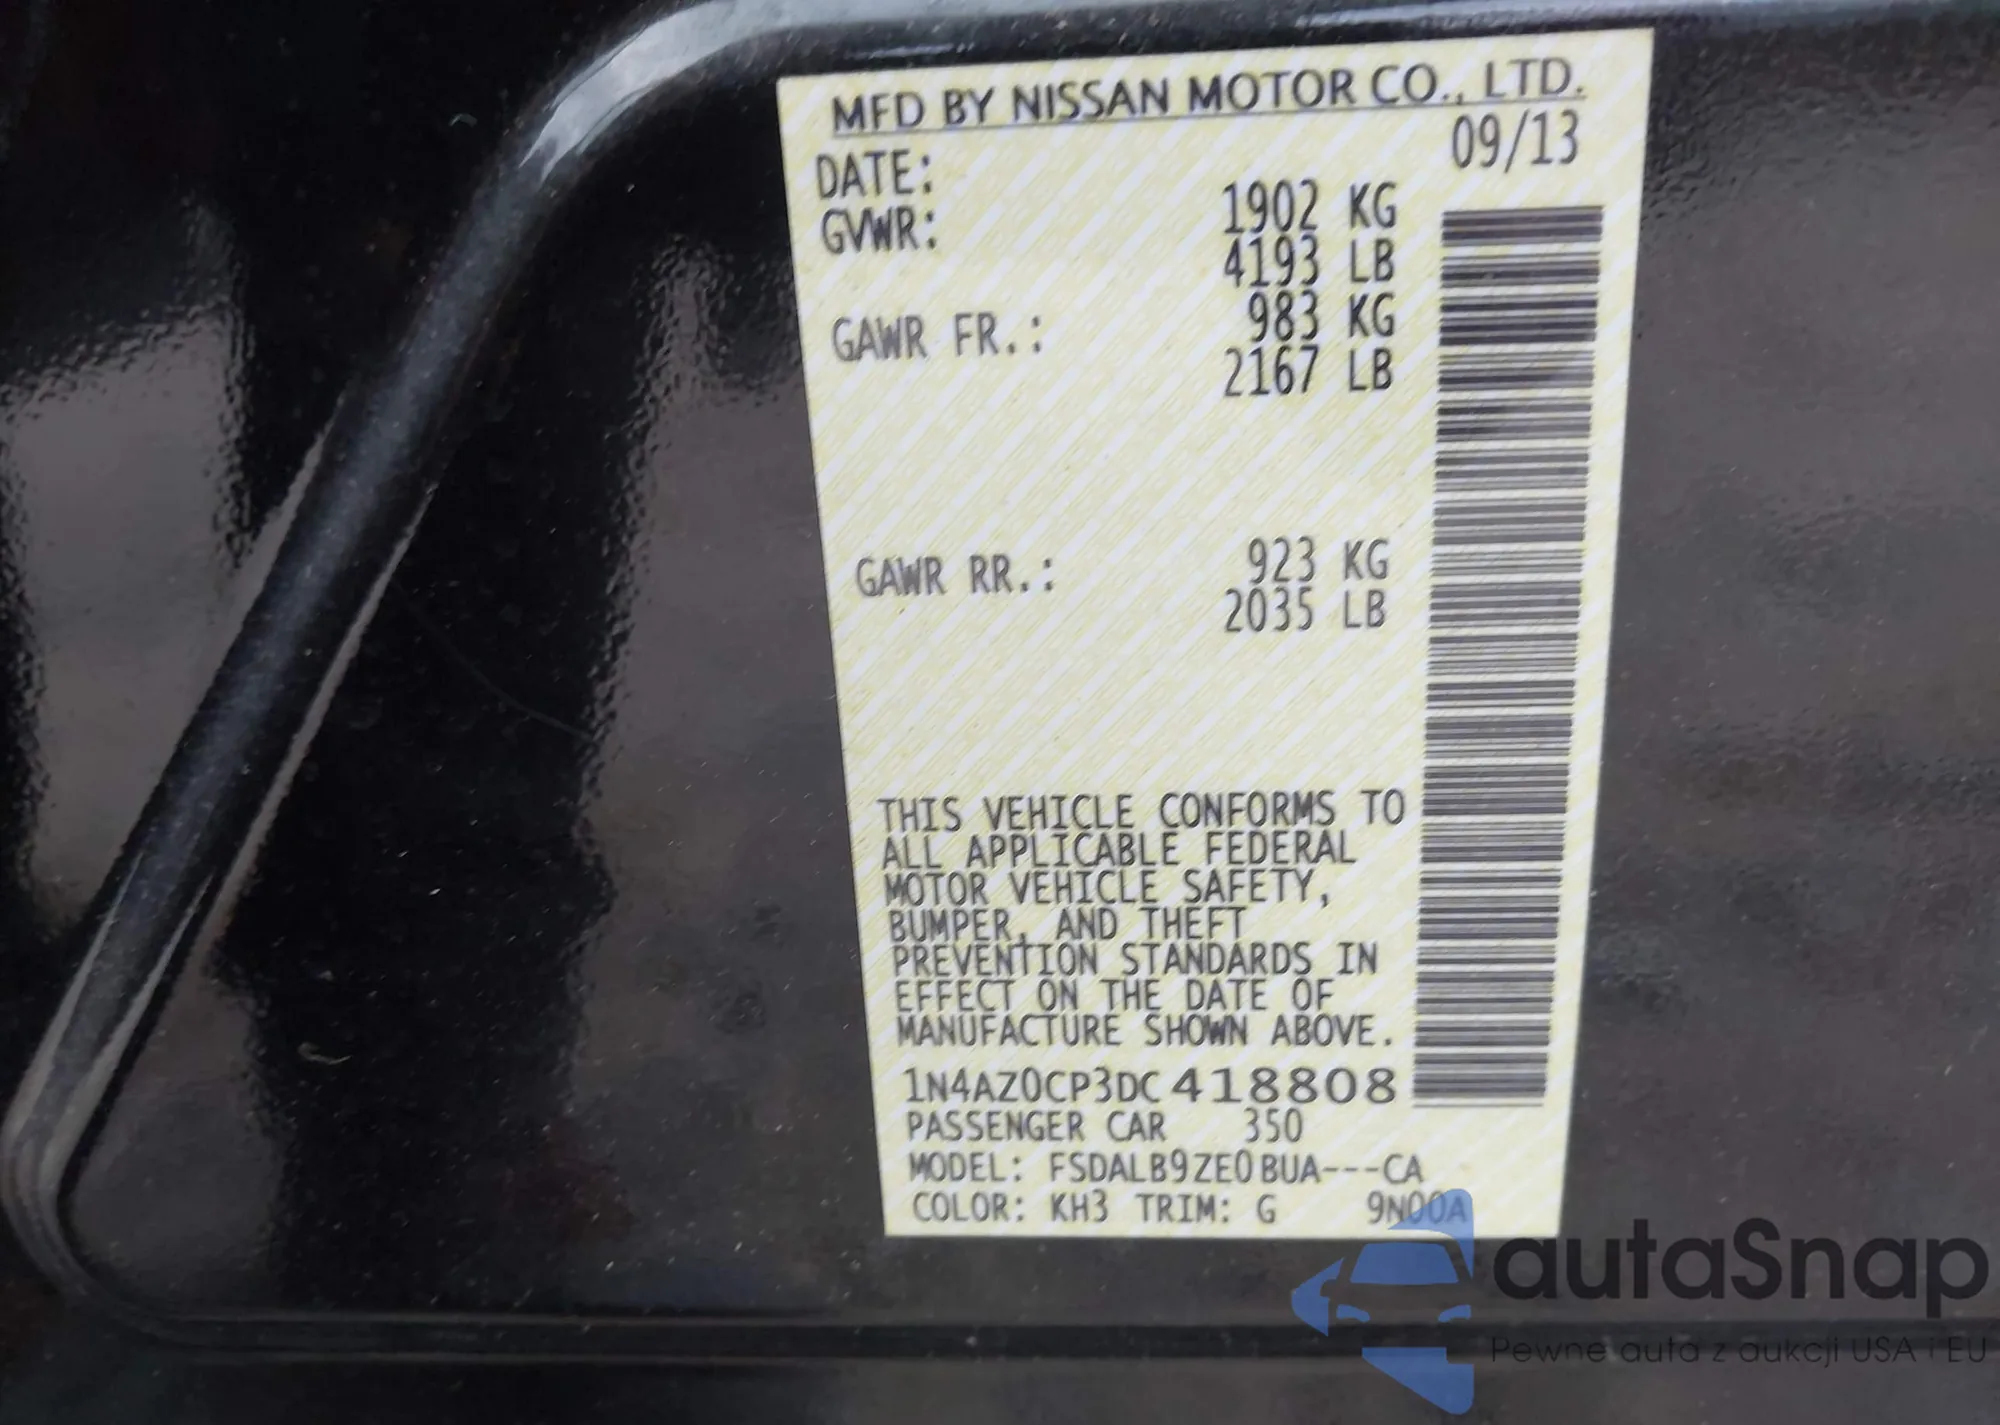 MFD BY NISSAN MOTOR CO., LTD.
DATE: 09/13
GVWR: 1902 KG
4193 LB
GAWR FR.: 983 KG
2167 LB
GAWR RR.: 923 KG
2035 LB
THIS VEHICLE CONFORMS TO
ALL APPLICABLE FEDERAL
MOTOR VEHICLE SAFETY,
BUMPER, AND THEFT
PREVENTION STANDARDS IN
EFFECT ON THE DATE OF
MANUFACTURE SHOWN ABOVE.
1N4AZ0CP3DC418808
PASSENGER CAR 350
MODEL: FSDALB9ZE0BUA---CA
COLOR: KH3 TRIM: G 9N00A
autaSnap
Pewne auta z aukcji USA i EU